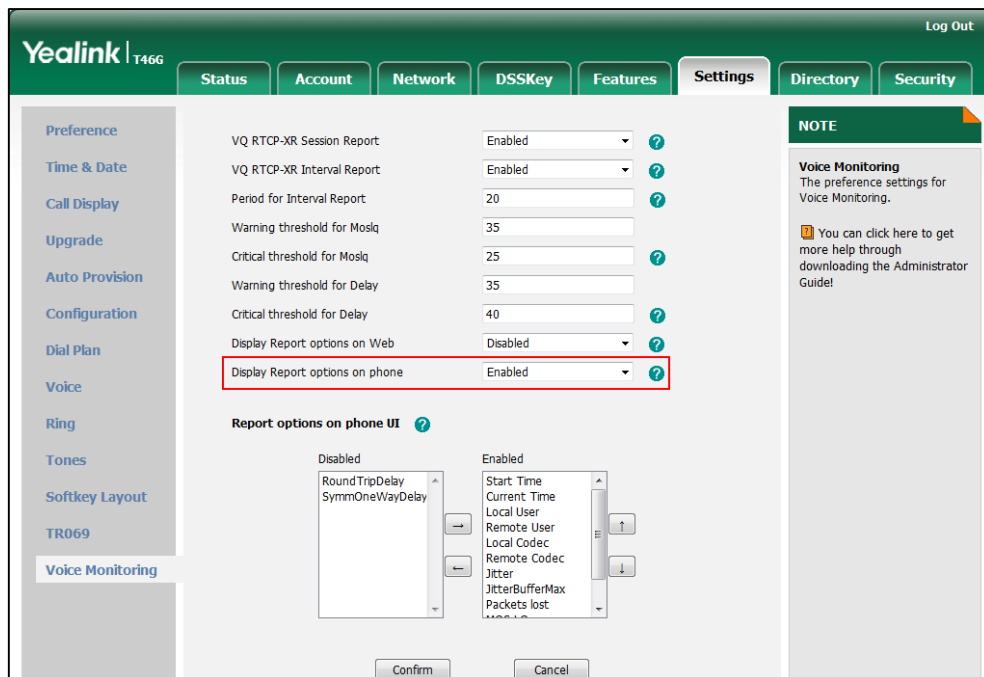 Log Out
Yealink | T46G
Status Account Network DSSKey Features Settings Directory Security
Preference
Time & Date
Call Display
Upgrade
Auto Provision
Configuration
Dial Plan
Voice
Ring
Tones
Softkey Layout
TR069
Voice Monitoring
VQ RTCP-XR Session Report Enabled ?
VQ RTCP-XR Interval Report Enabled ?
Period for Interval Report 20 ?
Warning threshold for Moslq 35
Critical threshold for Moslq 25 ?
Warning threshold for Delay 35
Critical threshold for Delay 40 ?
Display Report options on Web Disabled ?
Display Report options on phone Enabled ?
Report options on phone UI ?
Disabled
RoundTripDelay
SymmOneWayDelay
→
←
Enabled
Start Time
Current Time
Local User
Remote User
Local Codec
Remote Codec
Jitter
JitterBufferMax
Packets lost
↑
↓
Confirm Cancel
NOTE
Voice Monitoring
The preference settings for
Voice Monitoring.
? You can click here to get
more help through
downloading the Administrator
Guide!